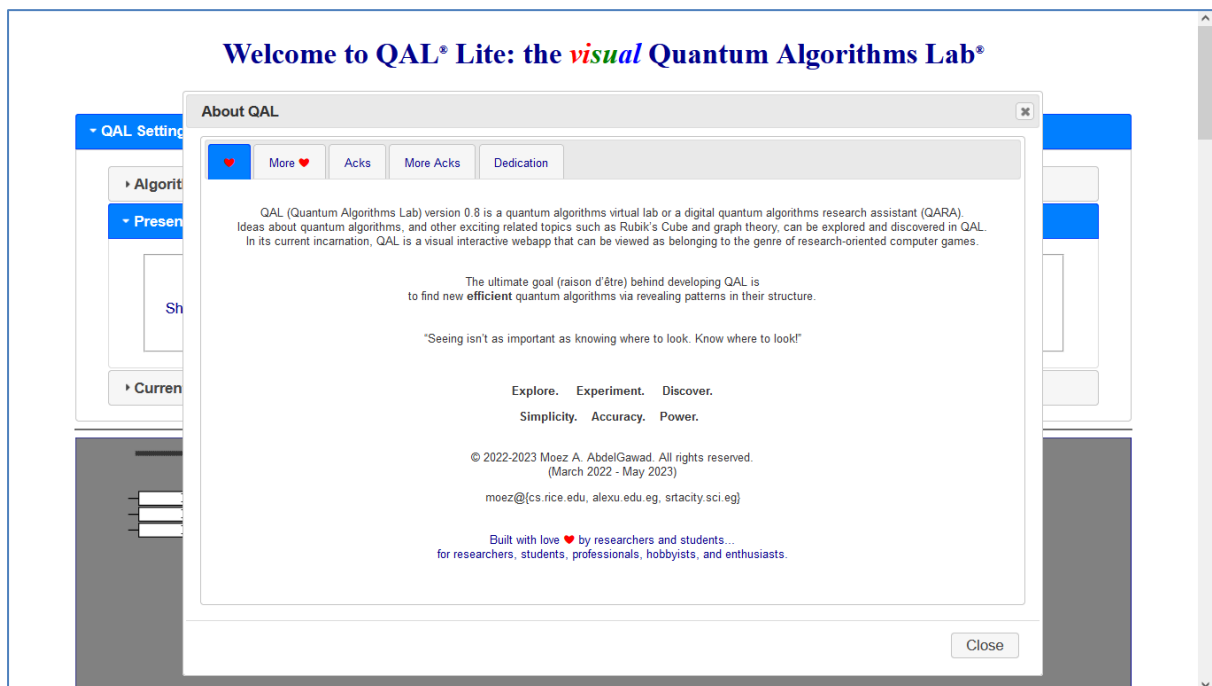 Welcome to QAL® Lite: the visual Quantum Algorithms Lab®
About QAL
QAL Setting
♥ More ♥ Acks More Acks Dedication
Algorit
Presen
QAL (Quantum Algorithms Lab) version 0.8 is a quantum algorithms virtual lab or a digital quantum algorithms research assistant (QARA).
Ideas about quantum algorithms, and other exciting related topics such as Rubik's Cube and graph theory, can be explored and discovered in QAL.
In its current incarnation, QAL is a visual interactive webapp that can be viewed as belonging to the genre of research-oriented computer games.
The ultimate goal (raison d'être) behind developing QAL is
to find new efficient quantum algorithms via revealing patterns in their structure.
Sh
“Seeing isn't as important as knowing where to look. Know where to look!”
Curren
Explore. Experiment. Discover.
Simplicity. Accuracy. Power.
© 2022-2023 Moez A. AbdelGawad. All rights reserved.
(March 2022 - May 2023)
moez@{cs.rice.edu, alexu.edu.eg, srtacity.sci.eg}
Built with love ♥ by researchers and students...
for researchers, students, professionals, hobbyists, and enthusiasts.
Close